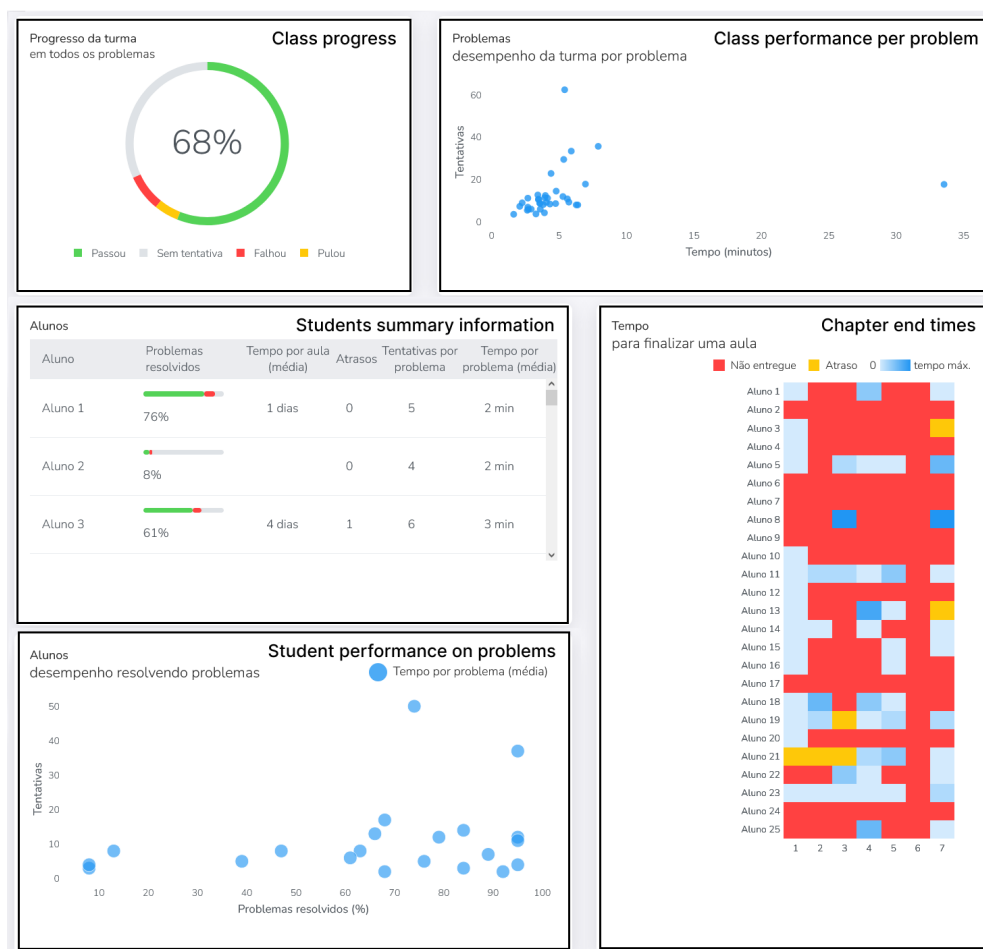 Progresso da turma
em todos os problemas
Class progress
68%
Passou Sem tentativa Falhou Pulou
Problemas
desempenho da turma por problema
Class performance per problem
Tentativas
60
40
20
0
0 5 10 15 20 25 30 35
Tempo (minutos)
Alunos
Students summary information
Aluno Problemas resolvidos Tempo por aula (média) Atrasos Tentativas por problema Tempo por problema (média)
Aluno 1 76% 1 dias 0 5 2 min
Aluno 2 8% 0 4 2 min
Aluno 3 61% 4 dias 1 6 3 min
Alunos
desempenho resolvendo problemas
Student performance on problems
Tempo por problema (média)
Tentativas
50
40
30
20
10
0
10 20 30 40 50 60 70 80 90 100
Problemas resolvidos (%)
Tempo
para finalizar uma aula
Chapter end times
Não entregue Atraso 0 tempo máx.
Aluno 1
Aluno 2
Aluno 3
Aluno 4
Aluno 5
Aluno 6
Aluno 7
Aluno 8
Aluno 9
Aluno 10
Aluno 11
Aluno 12
Aluno 13
Aluno 14
Aluno 15
Aluno 16
Aluno 17
Aluno 18
Aluno 19
Aluno 20
Aluno 21
Aluno 22
Aluno 23
Aluno 24
Aluno 25
1 2 3 4 5 6 7